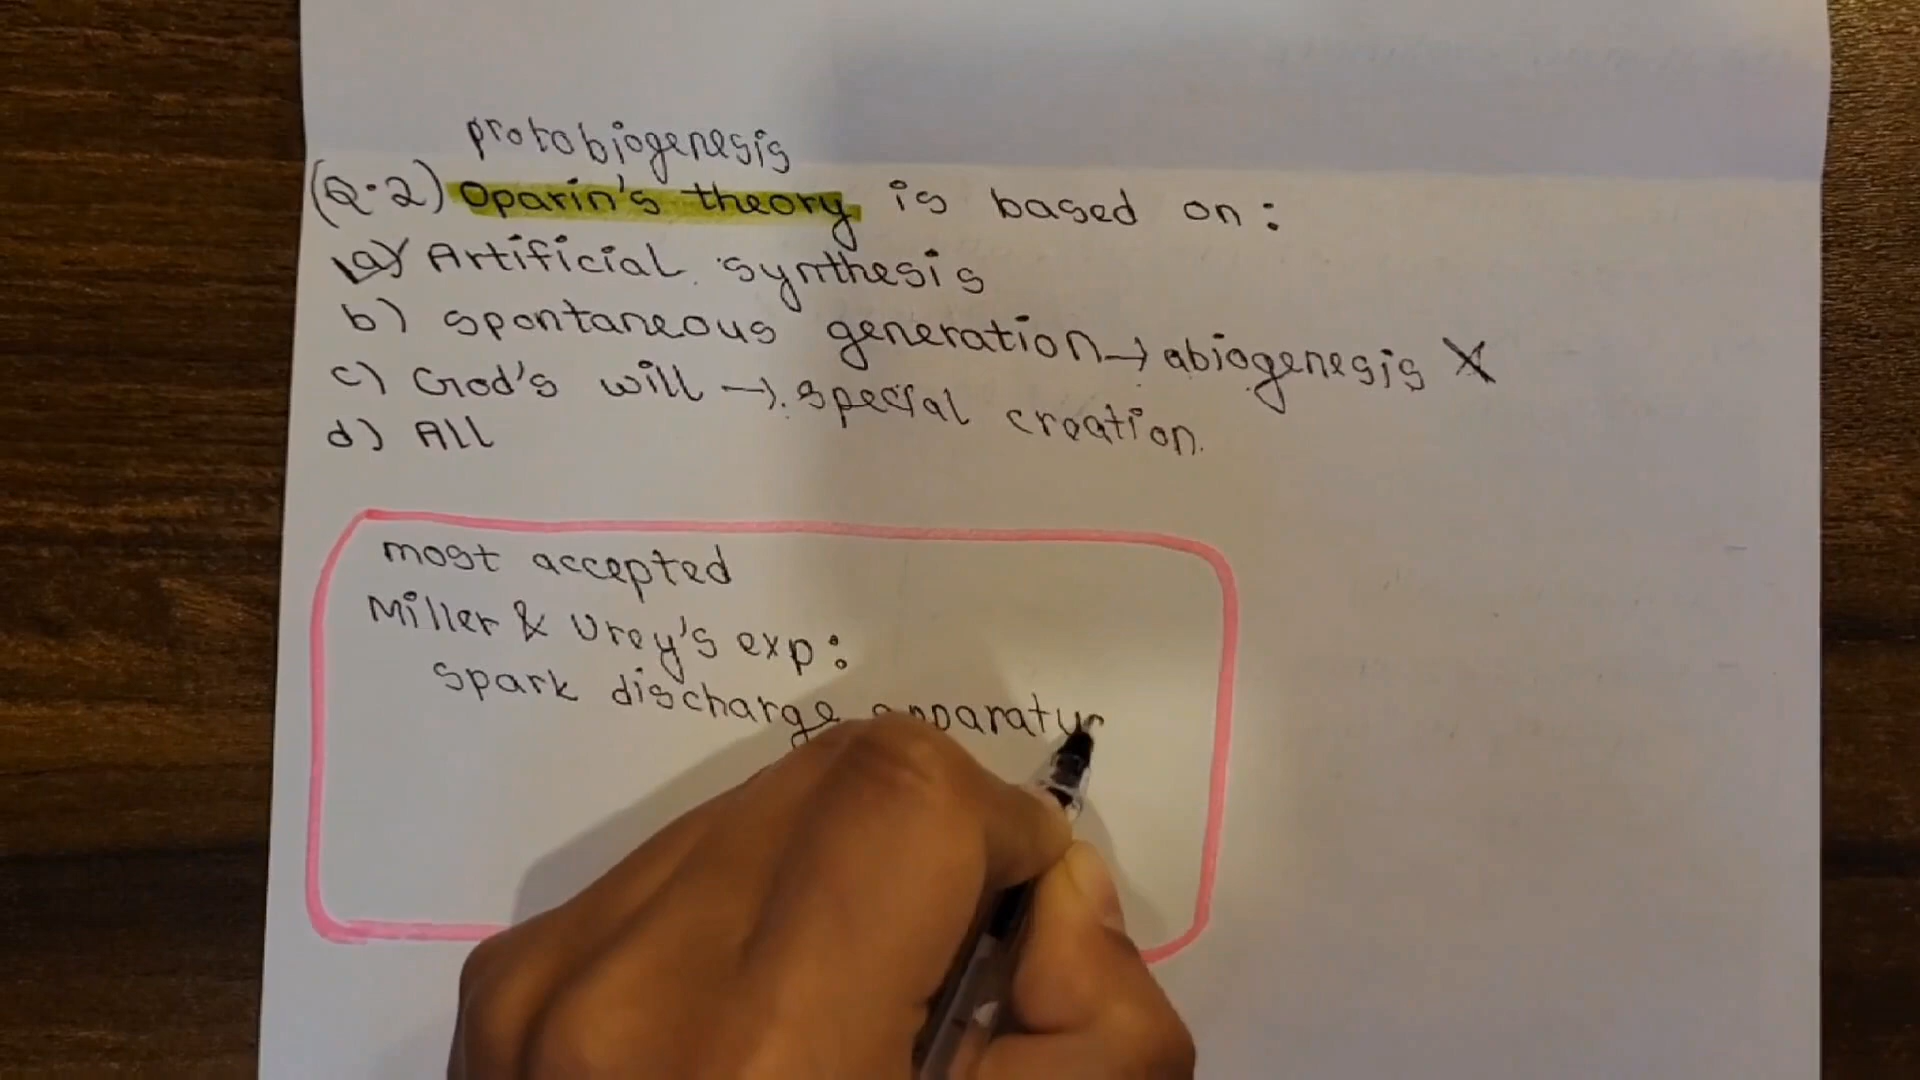 protobiogenesis
(Q.2) Oparin's theory is based on:
a) Artificial synthesis
b) spontaneous generation → abiogenesis X
c) God's will → special creation.
d) All
most accepted
Miller & Urey's exp:
spark discharge